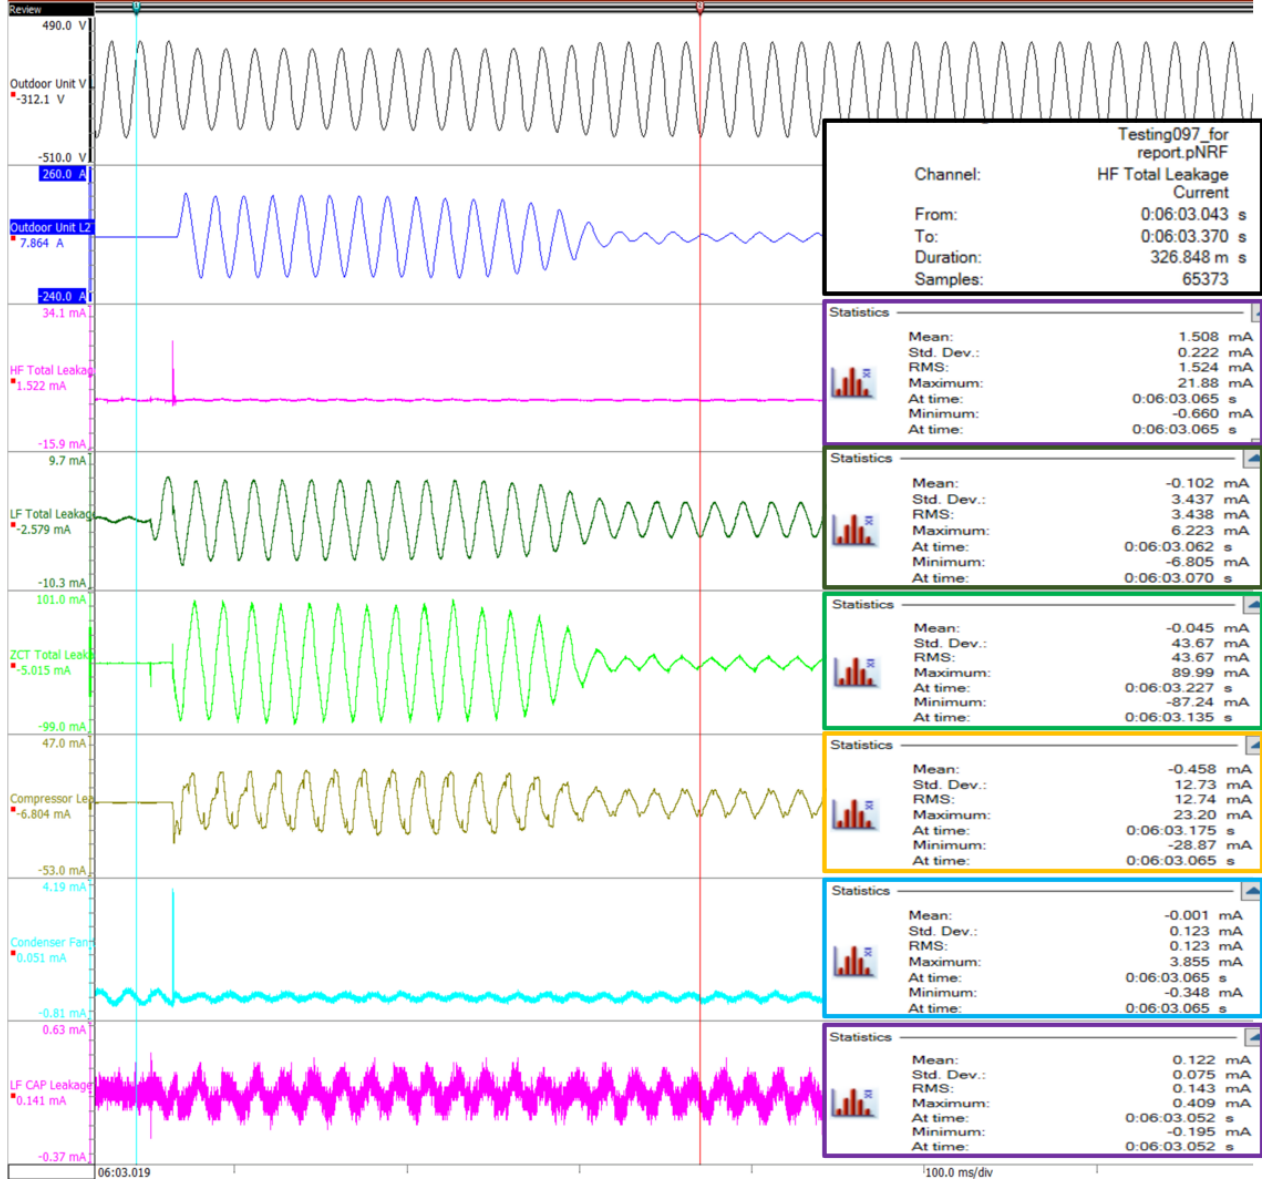 Review
490.0 V
Outdoor Unit V
-312.1 V
-510.0 V
260.0 A
Outdoor Unit L2
7.864 A
-240.0 A
34.1 mA
HF Total Leakag
1.522 mA
-15.9 mA
9.7 mA
LF Total Leakag
-2.579 mA
-10.3 mA
101.0 mA
ZCT Total Leak
-5.015 mA
-99.0 mA
47.0 mA
Compressor Lea
-6.804 mA
-53.0 mA
4.19 mA
Condenser Fan
0.051 mA
-0.81 mA
0.63 mA
LF CAP Leakage
0.141 mA
-0.37 mA
06:03.019
100.0 ms/div
Testing097_for
report.pNRF
Channel: HF Total Leakage
Current
From: 0:06:03.043 s
To: 0:06:03.370 s
Duration: 326.848 m s
Samples: 65373
Statistics
Mean: 1.508 mA
Std. Dev.: 0.222 mA
RMS: 1.524 mA
Maximum: 21.88 mA
At time: 0:06:03.065 s
Minimum: -0.660 mA
At time: 0:06:03.065 s
Statistics
Mean: -0.102 mA
Std. Dev.: 3.437 mA
RMS: 3.438 mA
Maximum: 6.223 mA
At time: 0:06:03.062 s
Minimum: -6.805 mA
At time: 0:06:03.070 s
Statistics
Mean: -0.045 mA
Std. Dev.: 43.67 mA
RMS: 43.67 mA
Maximum: 89.99 mA
At time: 0:06:03.227 s
Minimum: -87.24 mA
At time: 0:06:03.135 s
Statistics
Mean: -0.458 mA
Std. Dev.: 12.73 mA
RMS: 12.74 mA
Maximum: 23.20 mA
At time: 0:06:03.175 s
Minimum: -28.87 mA
At time: 0:06:03.065 s
Statistics
Mean: -0.001 mA
Std. Dev.: 0.123 mA
RMS: 0.123 mA
Maximum: 3.855 mA
At time: 0:06:03.065 s
Minimum: -0.348 mA
At time: 0:06:03.065 s
Statistics
Mean: 0.122 mA
Std. Dev.: 0.075 mA
RMS: 0.143 mA
Maximum: 0.409 mA
At time: 0:06:03.052 s
Minimum: -0.195 mA
At time: 0:06:03.052 s